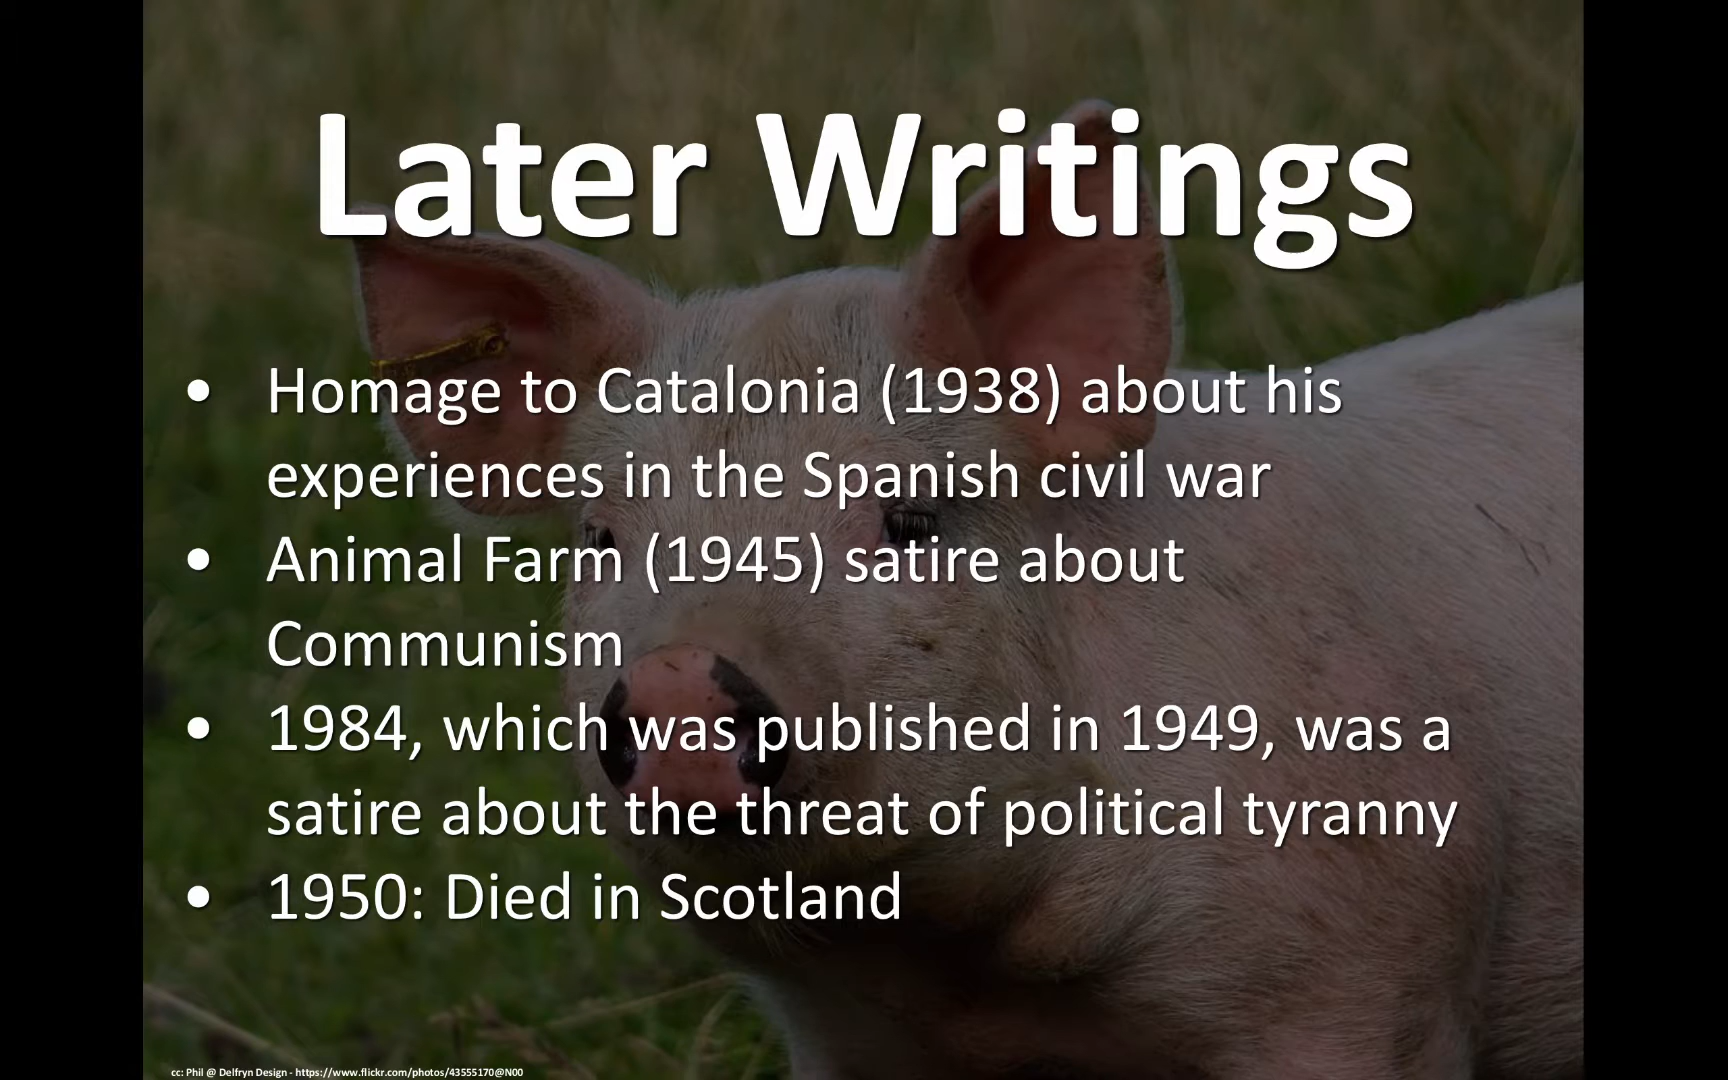 Later Writings
• Homage to Catalonia (1938) about his
experiences in the Spanish civil war
• Animal Farm (1945) satire about
Communism
• 1984, which was published in 1949, was a
satire about the threat of political tyranny
• 1950: Died in Scotland
cc: Phil @ Delfryn Design - https://www.flickr.com/photos/43555170@N00